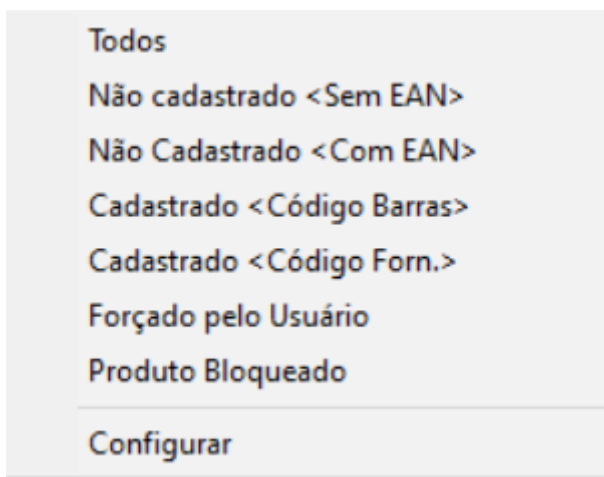 Todos
Não cadastrado <Sem EAN>
Não Cadastrado <Com EAN>
Cadastrado <Código Barras>
Cadastrado <Código Forn.>
Forçado pelo Usuário
Produto Bloqueado
Configurar